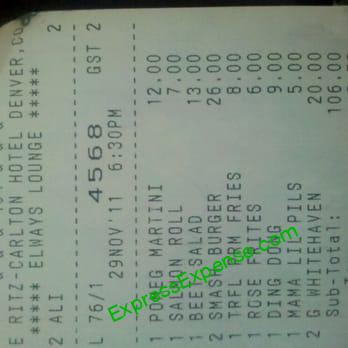 E RITZ-CARLTON HOTEL DENVER, CO
***** ELWAYS LOUNGE *****
2 ALI 2
L 76/1 4568 GST 2
29NOV'11 6:30PM
1 POMEG MARTINI 12.00
1 SALMON ROLL 7.00
1 BEET SALAD 13.00
2 SMASHBURGER 26.00
1 TRFL PRM FRIES 8.00
1 ROSE FRITES 6.00
1 DING DONG 9.00
1 MAMA LIL PILS 5.00
2 G WHITEHAVEN 20.00
Sub-Total: 106.00
ExpressExpense.com